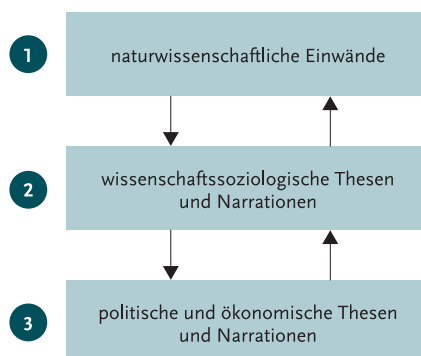 1
naturwissenschaftliche Einwände
2
wissenschaftssoziologische Thesen
und Narrationen
3
politische und ökonomische Thesen
und Narrationen